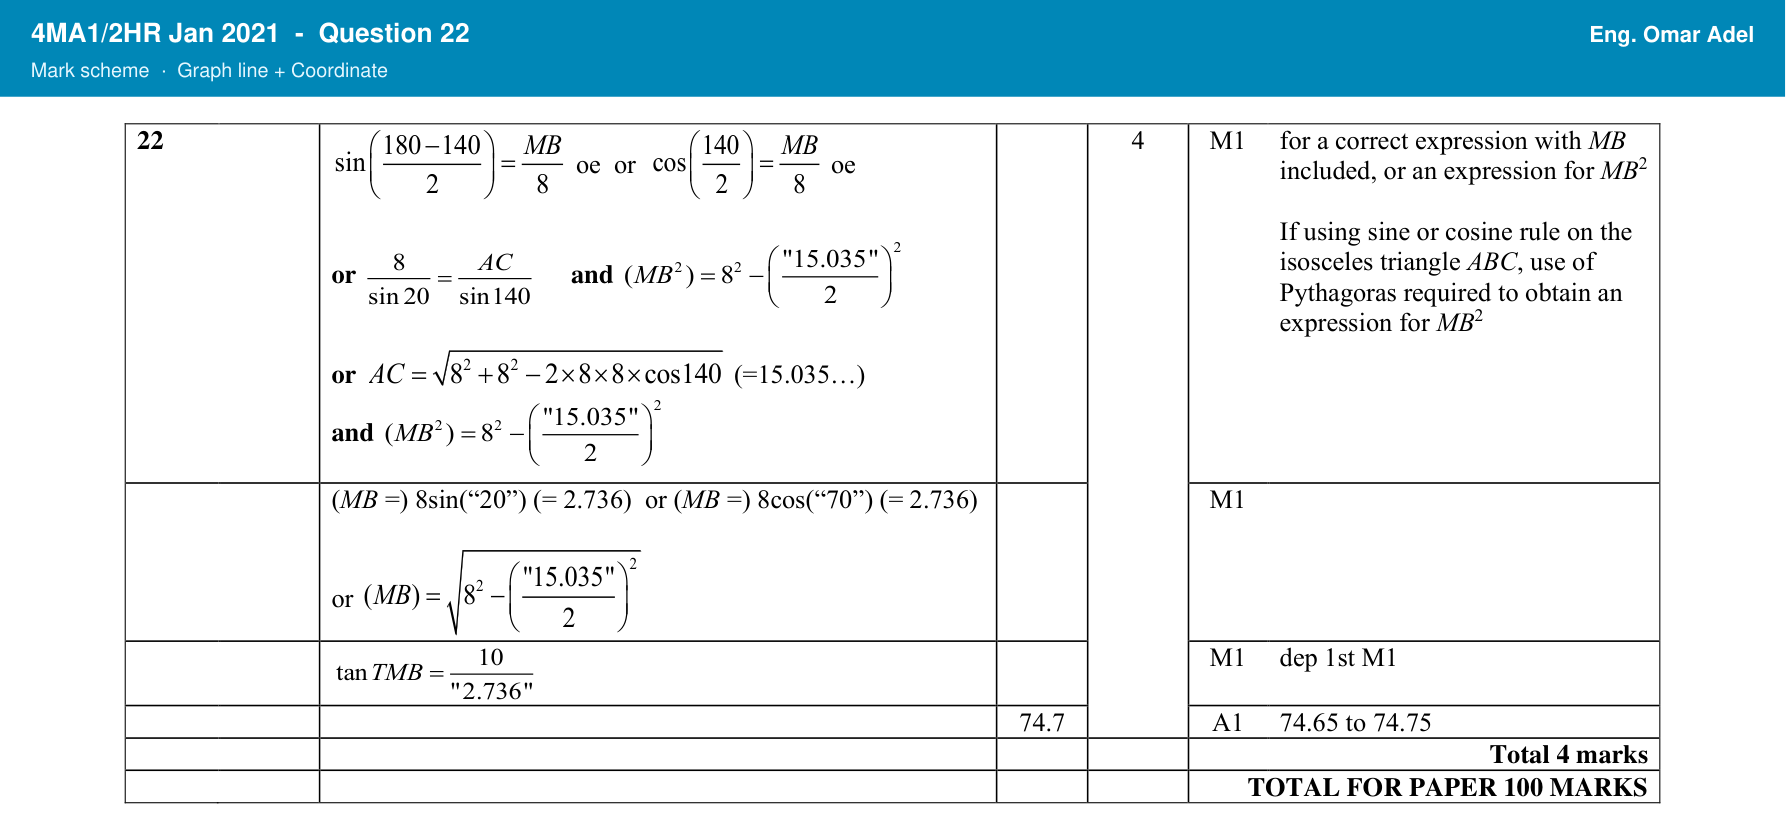 4MA1/2HR Jan 2021 - Question 22
Eng. Omar Adel
Mark scheme · Graph line + Coordinate
22
sin((180−140)/2) = MB/8 oe or cos(140/2) = MB/8 oe
4
M1
for a correct expression with MB
included, or an expression for MB²
or 8/sin 20 = AC/sin140 and (MB²) = 8² − ("15.035"/2)²
If using sine or cosine rule on the
isosceles triangle ABC, use of
Pythagoras required to obtain an
expression for MB²
or AC = √(8² + 8² − 2×8×8×cos140) (=15.035…)
and (MB²) = 8² − ("15.035"/2)²
(MB =) 8sin(“20”) (= 2.736) or (MB =) 8cos(“70”) (= 2.736)
M1
or (MB) = √(8² − ("15.035"/2)²)
tan TMB = 10/"2.736"
M1 dep 1st M1
74.7
A1 74.65 to 74.75
Total 4 marks
TOTAL FOR PAPER 100 MARKS